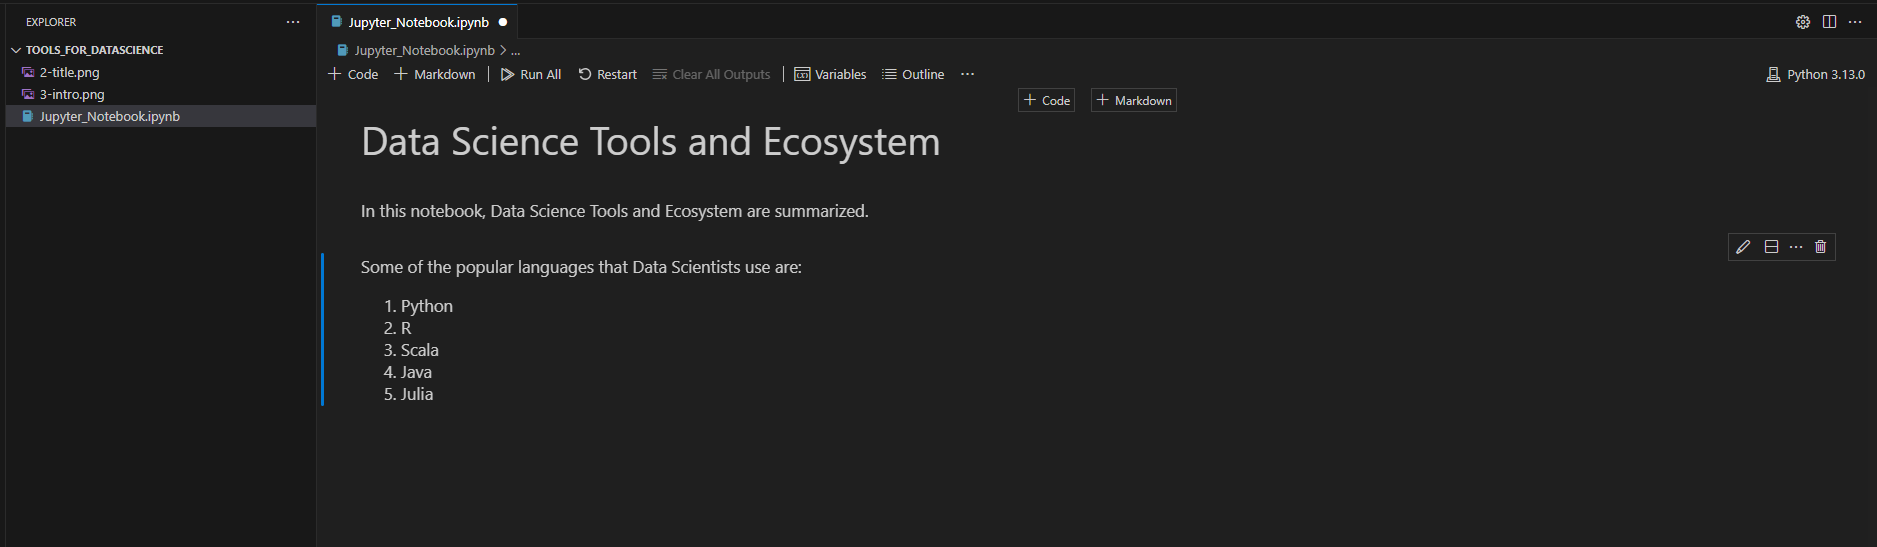 EXPLORER
TOOLS_FOR_DATASCIENCE
2-title.png
3-intro.png
Jupyter_Notebook.ipynb
Jupyter_Notebook.ipynb
Jupyter_Notebook.ipynb > ...
+ Code + Markdown | Run All Restart Clear All Outputs | Variables Outline ...
Python 3.13.0
+ Code + Markdown
Data Science Tools and Ecosystem
In this notebook, Data Science Tools and Ecosystem are summarized.
Some of the popular languages that Data Scientists use are:
1. Python
2. R
3. Scala
4. Java
5. Julia